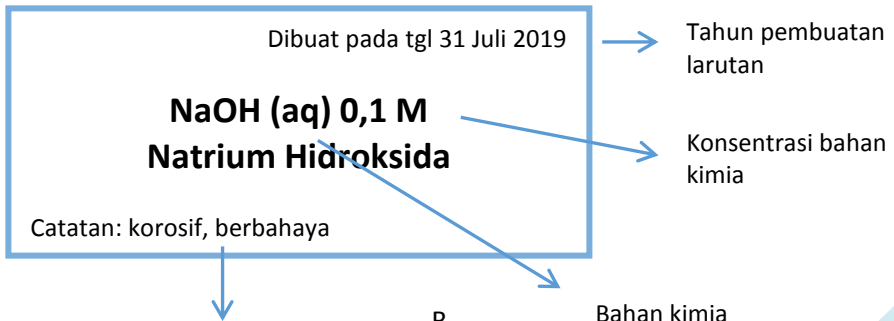 Dibuat pada tgl 31 Juli 2019
Tahun pembuatan
larutan
NaOH (aq) 0,1 M
Natrium Hidroksida
Konsentrasi bahan
kimia
Catatan: korosif, berbahaya
Bahan kimia